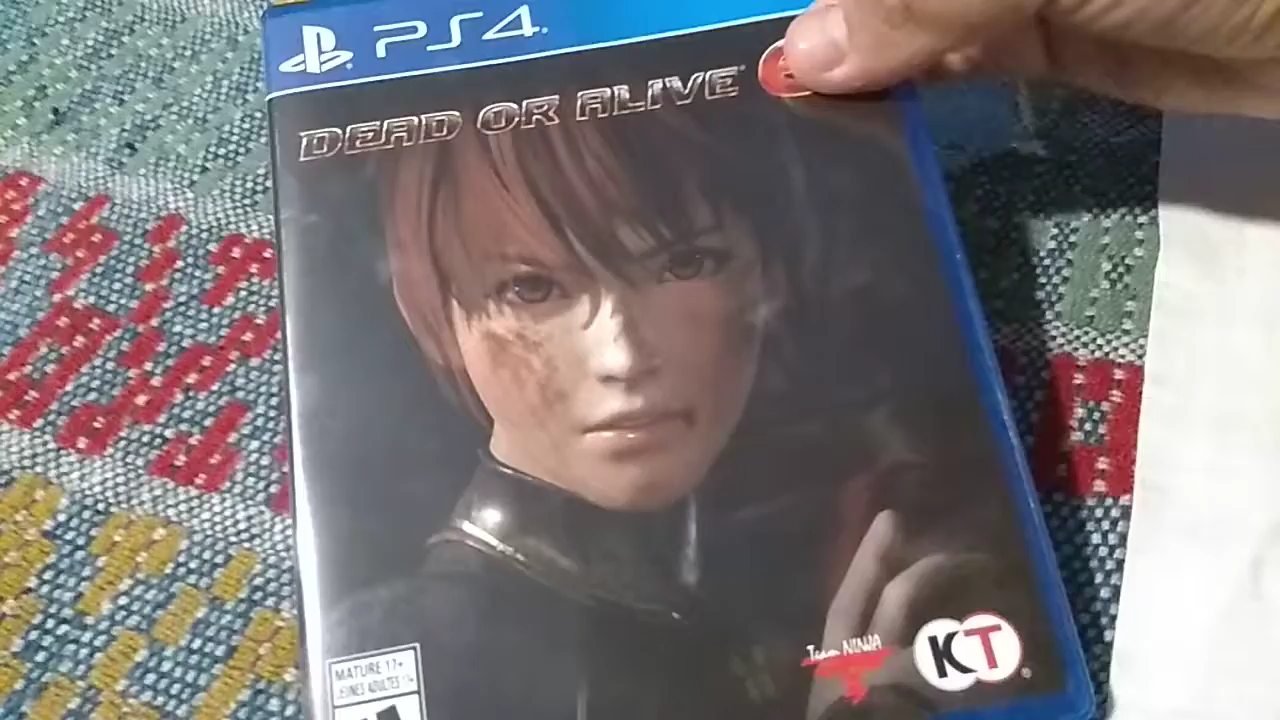 PS4
DEAD OR ALIVE
MATURE 17+
JEUNES ADULTES 17+
Team NINJA
KT